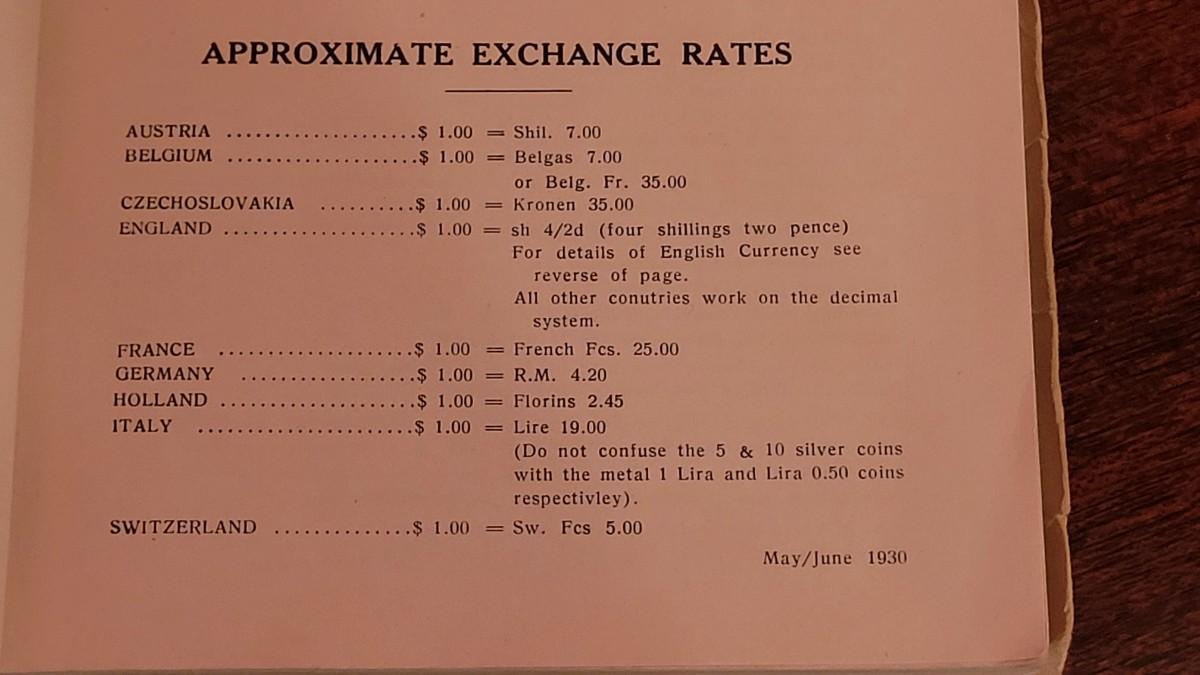 APPROXIMATE EXCHANGE RATES
AUSTRIA ....................$ 1.00 = Shil. 7.00
BELGIUM ....................$ 1.00 = Belgas 7.00
or Belg. Fr. 35.00
CZECHOSLOVAKIA ..........$ 1.00 = Kronen 35.00
ENGLAND ....................$ 1.00 = sh 4/2d (four shillings two pence)
For details of English Currency see
reverse of page.
All other conutries work on the decimal
system.
FRANCE ....................$ 1.00 = French Fcs. 25.00
GERMANY ..................$ 1.00 = R.M. 4.20
HOLLAND ....................$ 1.00 = Florins 2.45
ITALY ......................$ 1.00 = Lire 19.00
(Do not confuse the 5 & 10 silver coins
with the metal 1 Lira and Lira 0.50 coins
respectivley).
SWITZERLAND ..............$ 1.00 = Sw. Fcs 5.00
May/June 1930